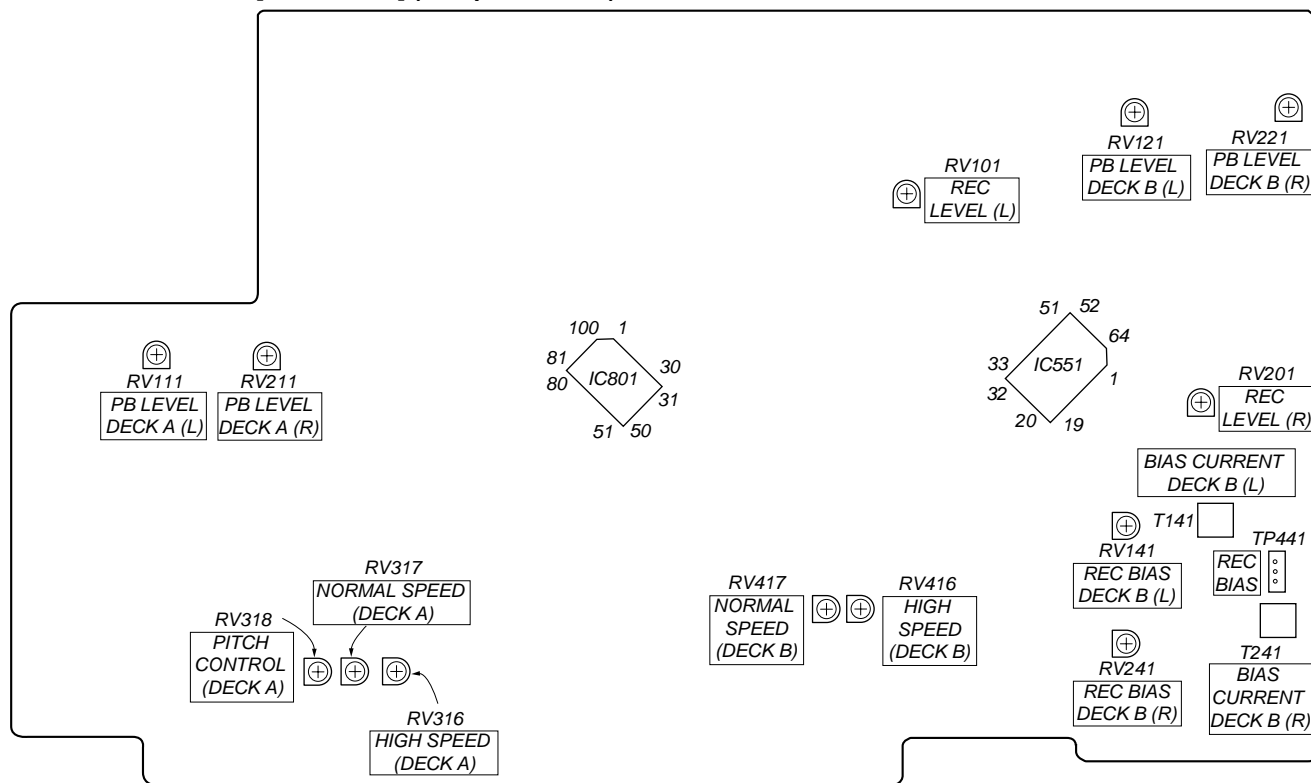 RV121
PB LEVEL
DECK B (L)
RV221
PB LEVEL
DECK B (R)
RV101
REC
LEVEL (L)
51
52
64
33
IC551
32
1
20
19
100
1
81
30
80
IC801
31
51
50
RV111
PB LEVEL
DECK A (L)
RV211
PB LEVEL
DECK A (R)
RV201
REC
LEVEL (R)
BIAS CURRENT
DECK B (L)
T141
TP441
REC
BIAS
RV141
REC BIAS
DECK B (L)
RV317
NORMAL SPEED
(DECK A)
RV318
PITCH
CONTROL
(DECK A)
RV316
HIGH SPEED
(DECK A)
RV417
NORMAL
SPEED
(DECK B)
RV416
HIGH
SPEED
(DECK B)
RV241
REC BIAS
DECK B (R)
T241
BIAS
CURRENT
DECK B (R)